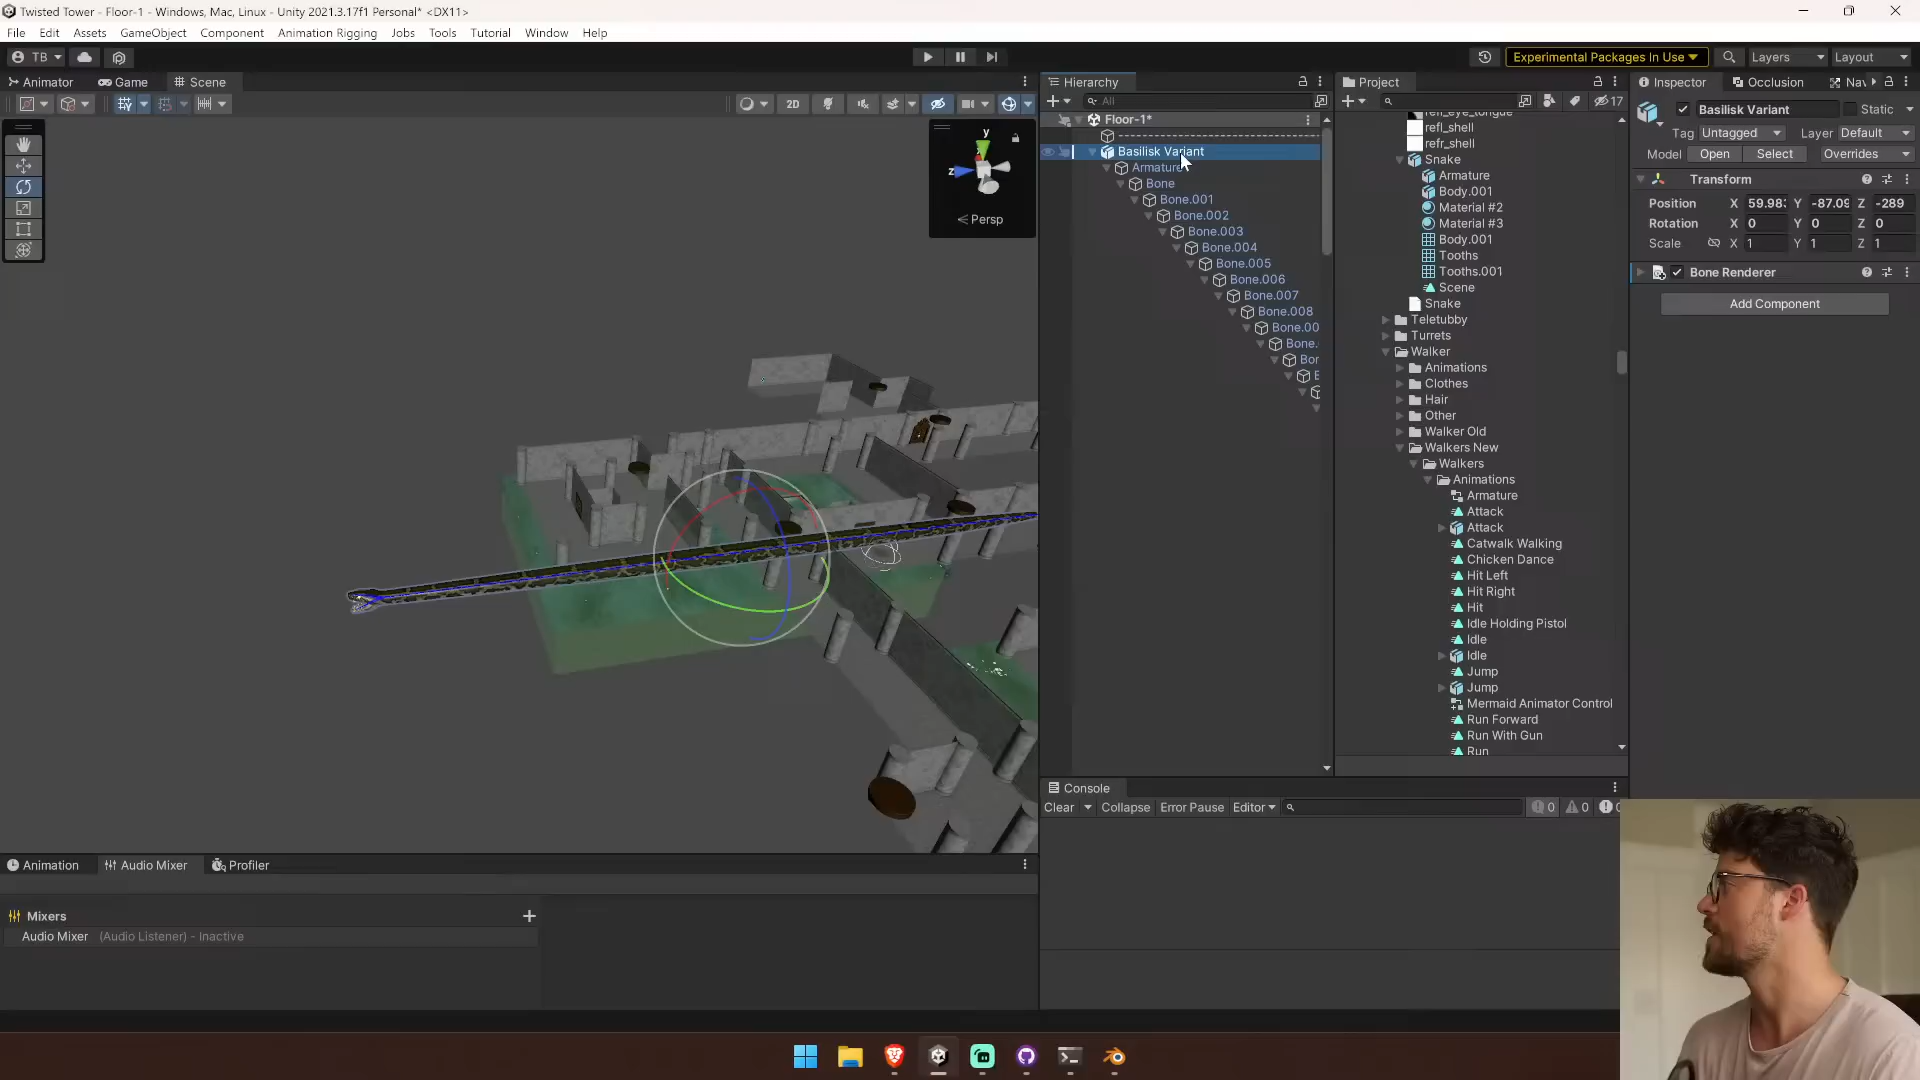 Twisted Tower - Floor-1 - Windows, Mac, Linux - Unity 2021.3.17f1 Personal* <DX11>
File Edit Assets GameObject Component Animation Rigging Jobs Tools Tutorial Window Help
TB
Experimental Packages In Use
Layers
Layout
Animator
Game
Scene
2D
y
x
z
Persp
Hierarchy
All
Floor-1*
Basilisk Variant
Armature
Bone
Bone.001
Bone.002
Bone.003
Bone.004
Bone.005
Bone.006
Bone.007
Bone.008
Bone.00
Bone.
Bor
Project
17
refl_eye_tongue
refl_shell
refr_shell
Snake
Armature
Body.001
Material #2
Material #3
Body.001
Tooths
Tooths.001
Scene
Snake
Teletubby
Turrets
Walker
Animations
Clothes
Hair
Other
Walker Old
Walkers New
Walkers
Animations
Armature
Attack
Attack
Catwalk Walking
Chicken Dance
Hit Left
Hit Right
Hit
Idle Holding Pistol
Idle
Idle
Jump
Jump
Mermaid Animator Control
Run Forward
Run With Gun
Run
Inspector
Occlusion
Nav
Basilisk Variant
Static
Tag Untagged Layer Default
Model Open Select Overrides
Transform
Position X 59.98 Y -87.09 Z -289
Rotation X 0 Y 0 Z 0
Scale X 1 Y 1 Z 1
Bone Renderer
Add Component
Console
Clear Collapse Error Pause Editor
0
0
Animation
Audio Mixer
Profiler
Mixers
Audio Mixer (Audio Listener) - Inactive